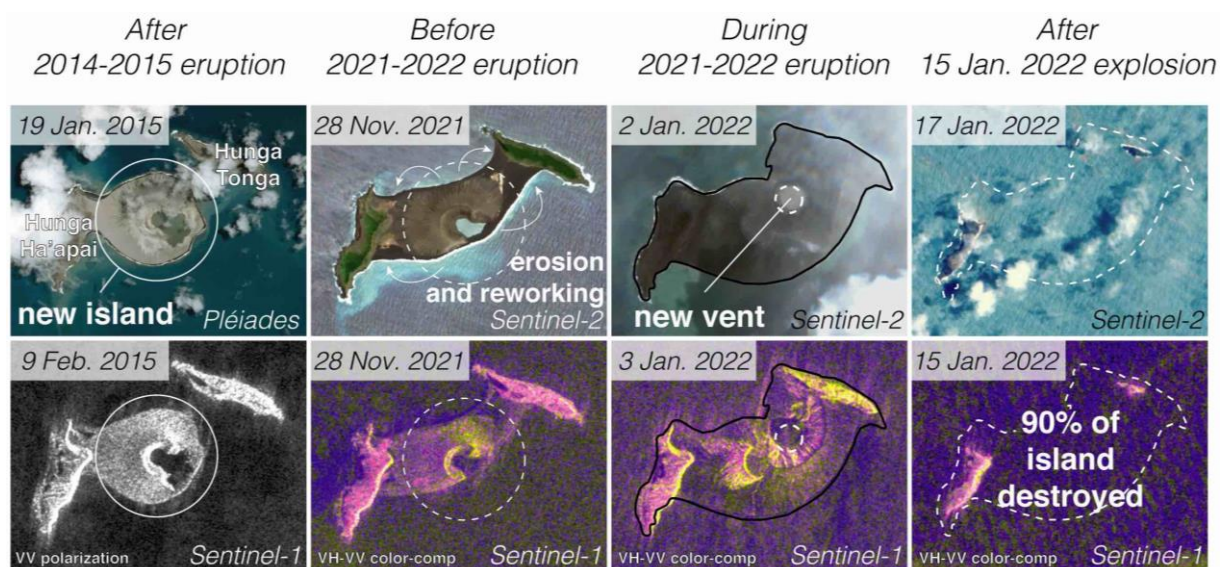 After
2014-2015 eruption
Before
2021-2022 eruption
During
2021-2022 eruption
After
15 Jan. 2022 explosion
19 Jan. 2015
Hunga
Tonga
Hunga
Ha'apai
new island
Pléiades
28 Nov. 2021
erosion
and reworking
Sentinel-2
2 Jan. 2022
new vent
Sentinel-2
17 Jan. 2022
Sentinel-2
9 Feb. 2015
VV polarization
Sentinel-1
28 Nov. 2021
VH-VV color-comp
Sentinel-1
3 Jan. 2022
VH-VV color-comp
Sentinel-1
15 Jan. 2022
90% of
island
destroyed
VH-VV color-comp
Sentinel-1